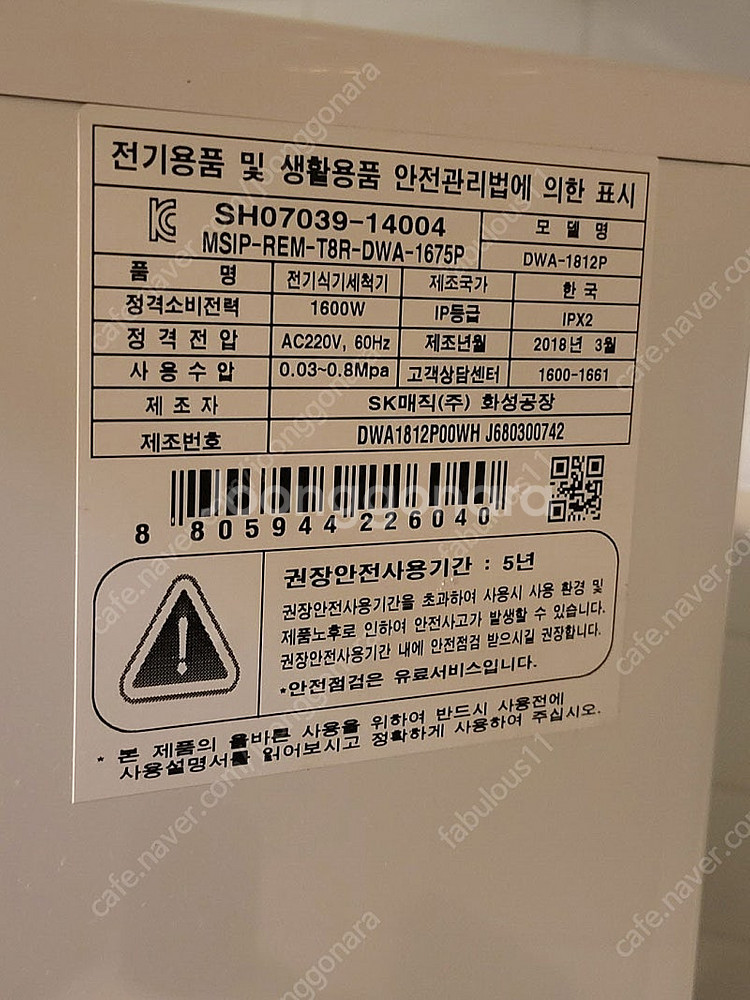 전기용품 및 생활용품 안전관리법에 의한 표시
SH07039-14004
MSIP-REM-T8R-DWA-1675P
모 델 명
DWA-1812P
품 명 전기식기세척기 제조국가 한 국
정격소비전력 1600W IP등급 IPX2
정 격 전 압 AC220V, 60Hz 제조년월 2018년 3월
사 용 수 압 0.03~0.8Mpa 고객상담센터 1600-1661
제 조 자 SK매직(주) 화성공장
제조번호 DWA1812P00WH J680300742
joonggonara
8 805944 226040
권장안전사용기간 : 5년
권장안전사용기간을 초과하여 사용시 사용 환경 및
제품노후로 인하여 안전사고가 발생할 수 있습니다.
권장안전사용기간 내에 안전점검 받으시길 권장합니다.
*안전점검은 유료서비스입니다.
* 본 제품의 올바른 사용을 위하여 반드시 사용전에
사용설명서를 읽어보시고 정확하게 사용하여 주십시오.
cafe.naver.com/joonggonara
fabulous11